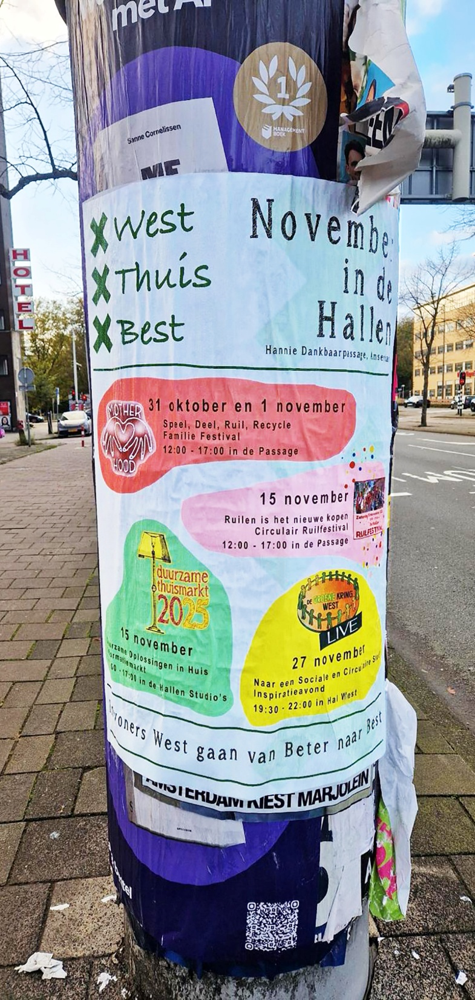 met AI
1
MANAGEMENT
BOEK
Sanne Cornelissen
ME
HOTEL
West
Thuis
Best
Novembe
in de
Hallen
Hannie Dankbaarpassage,
MOTHER
HOOD
31 oktober en 1 november
Speel, Deel, Ruil, Recycle
Familie Festival
12:00 - 17:00 in de Passage
15 november
Ruilen is het nieuwe kopen
Circulair Ruilfestival
12:00 - 17:00 in de Passage
RUILFESTIVAL
duurzame
thuismarkt
2025
15 november
Oplossingen in Huis
17:00 in de Hallen Studio's
DE GROENE KRING
WEST
LIVE
27 november
Naar een Sociale en Circulaire
Inspiratieavond
19:30 - 22:00 in Hal West
West gaan van Beter naar Best
AMSTERDAM KIEST MARJOLEIN